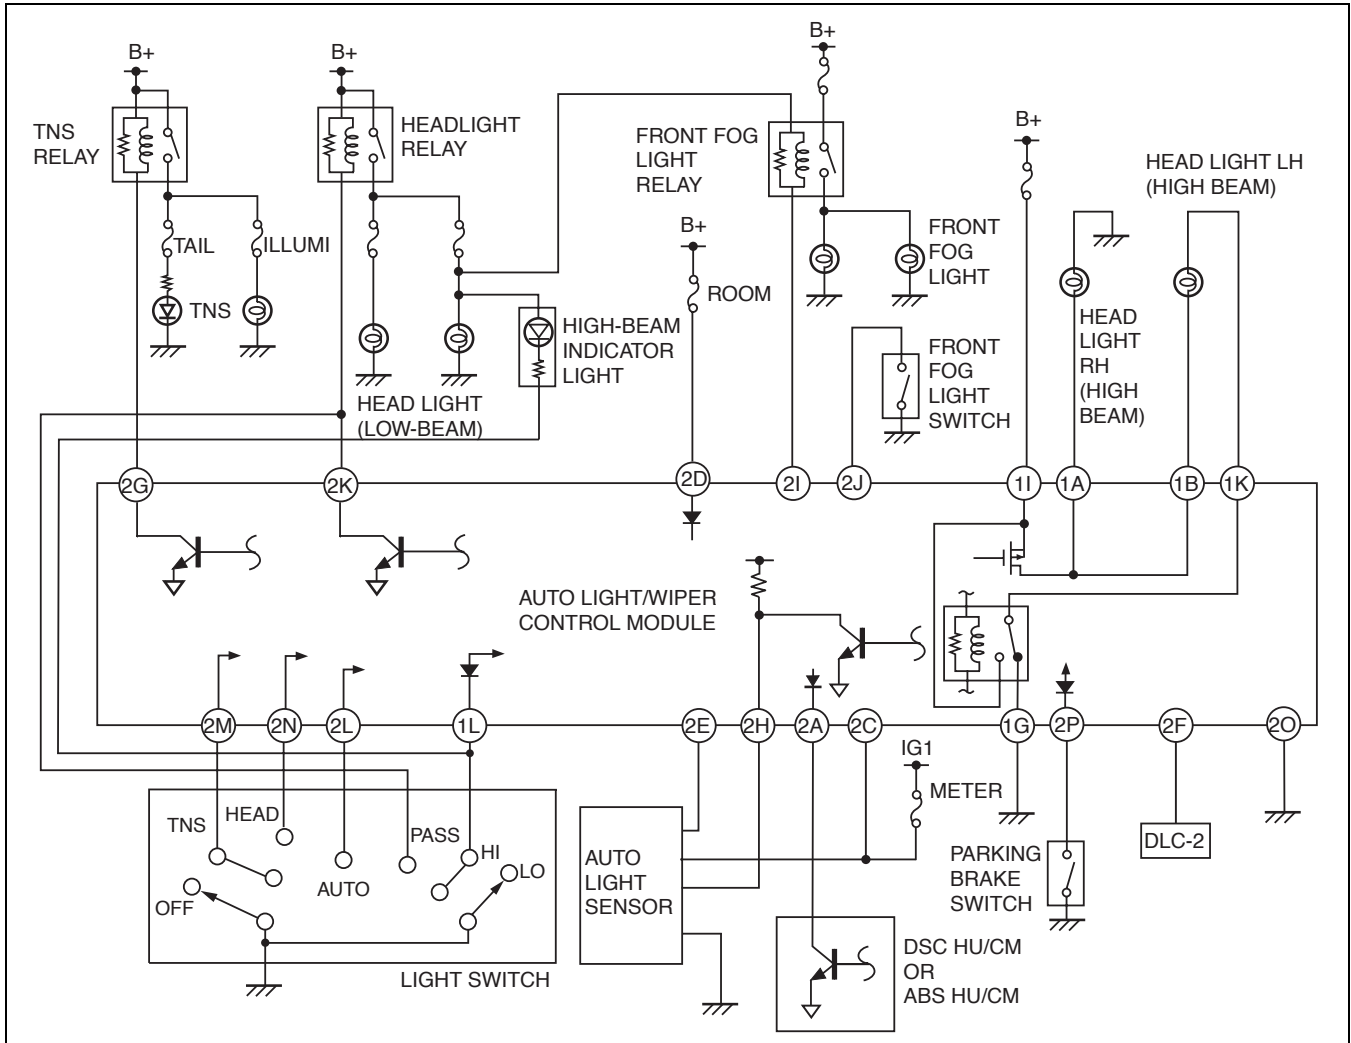 B+
B+
B+
B+
B+
TNS
RELAY
HEADLIGHT
RELAY
FRONT FOG
LIGHT
RELAY
HEAD LIGHT LH
(HIGH BEAM)
TAIL
ILLUMI
TNS
ROOM
FRONT
FOG
LIGHT
HIGH-BEAM
INDICATOR
LIGHT
HEAD
LIGHT
RH
(HIGH
BEAM)
FRONT
FOG
LIGHT
SWITCH
HEAD LIGHT
(LOW-BEAM)
2G
2K
2D
2I
2J
1I
1A
1B
1K
AUTO LIGHT/WIPER
CONTROL MODULE
2M
2N
2L
1L
2E
2H
2A
2C
1G
2P
2F
2O
IG1
METER
TNS
HEAD
AUTO
PASS
HI
LO
OFF
LIGHT SWITCH
AUTO
LIGHT
SENSOR
PARKING
BRAKE
SWITCH
DLC-2
DSC HU/CM
OR
ABS HU/CM